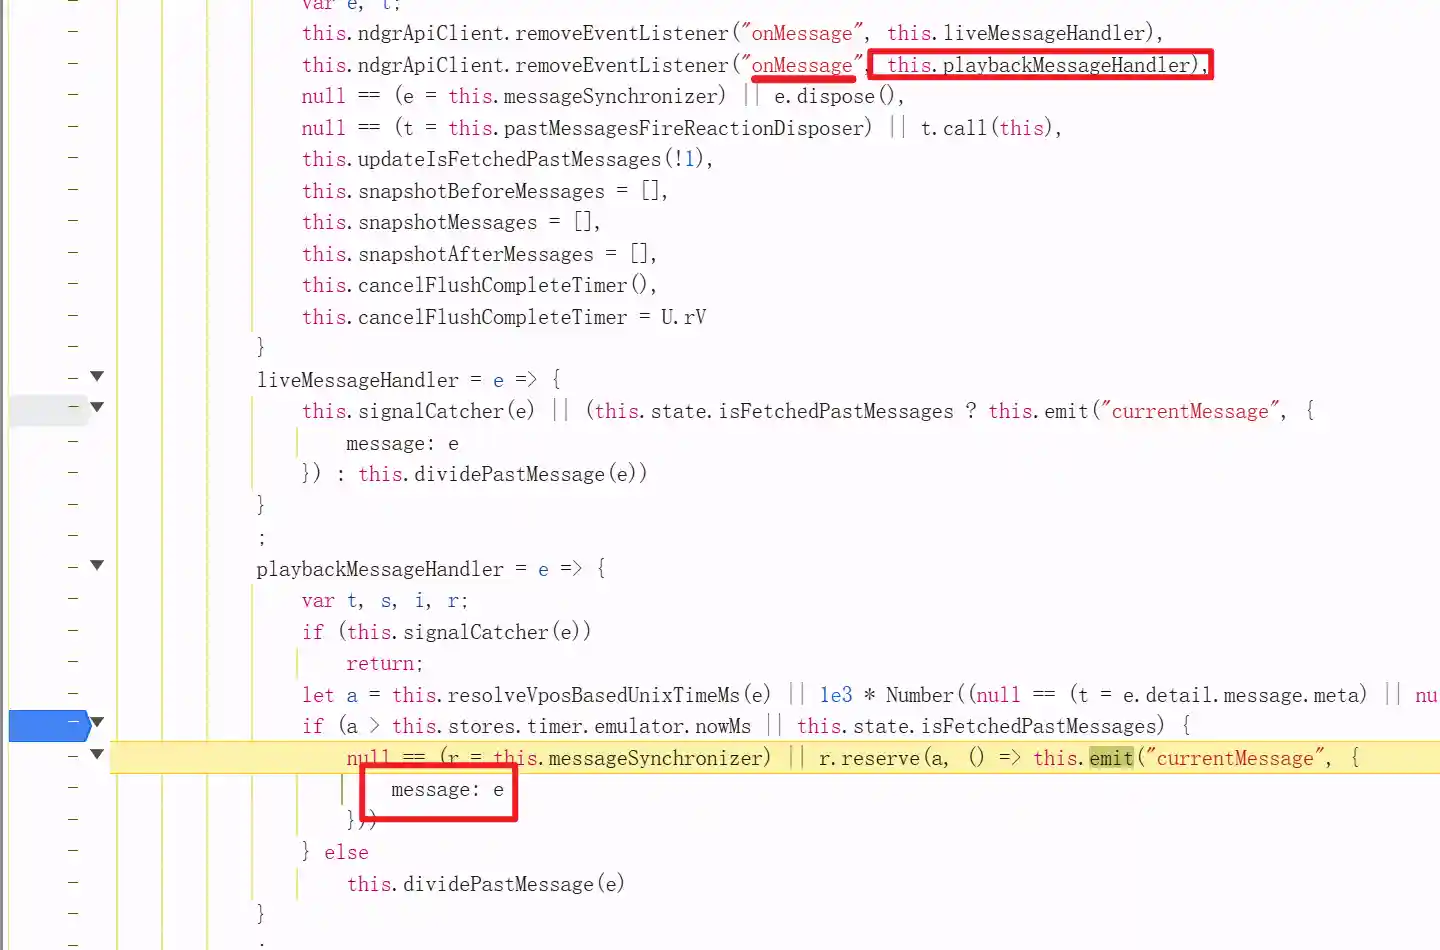 var e, t;
this.ndgrApiClient.removeEventListener("onMessage", this.liveMessageHandler),
this.ndgrApiClient.removeEventListener("onMessage", this.playbackMessageHandler),
null == (e = this.messageSynchronizer) || e.dispose(),
null == (t = this.pastMessagesFireReactionDisposer) || t.call(this),
this.updateIsFetchedPastMessages(!1),
this.snapshotBeforeMessages = [],
this.snapshotMessages = [],
this.snapshotAfterMessages = [],
this.cancelFlushCompleteTimer(),
this.cancelFlushCompleteTimer = U.rV
}
liveMessageHandler = e => {
this.signalCatcher(e) || (this.state.isFetchedPastMessages ? this.emit("currentMessage", {
message: e
}) : this.dividePastMessage(e))
}
;
playbackMessageHandler = e => {
var t, s, i, r;
if (this.signalCatcher(e))
return;
let a = this.resolveVposBasedUnixTimeMs(e) || 1e3 * Number((null == (t = e.detail.message.meta) || nu
if (a > this.stores.timer.emulator.nowMs || this.state.isFetchedPastMessages) {
null == (r = this.messageSynchronizer) || r.reserve(a, () => this.emit("currentMessage", {
message: e
}))
} else
this.dividePastMessage(e)
}
;